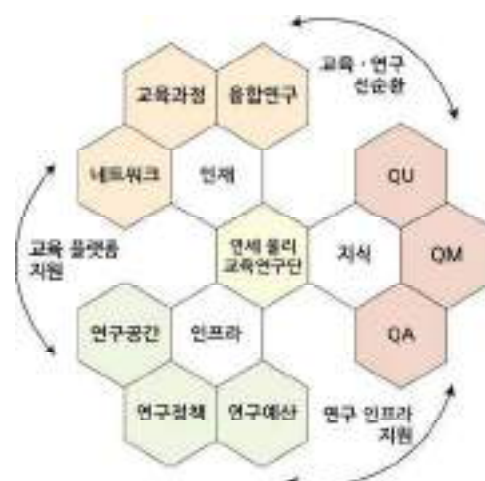 교육 · 연구
선순환
교육과정
융합연구
네트워크
인재
QU
교육 플랫폼
지원
연세 물리
교육연구단
지식
QM
연구공간
인프라
QA
연구정책
연구예산
연구 인프라
지원